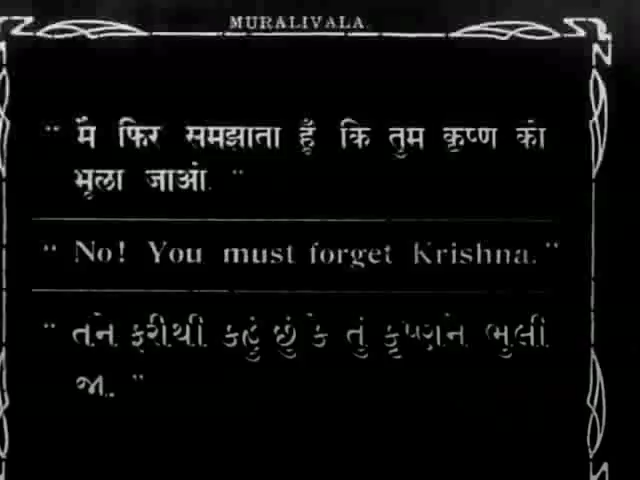 MURALIVALA.
"मैं फिर समझाता हूँ कि तुम कृष्ण को
भूला जाओ. "
" No! You must forget Krishna."
" તને ફરીથી કહું છું કે તું કૃષ્ણને ભુલી
જા. "